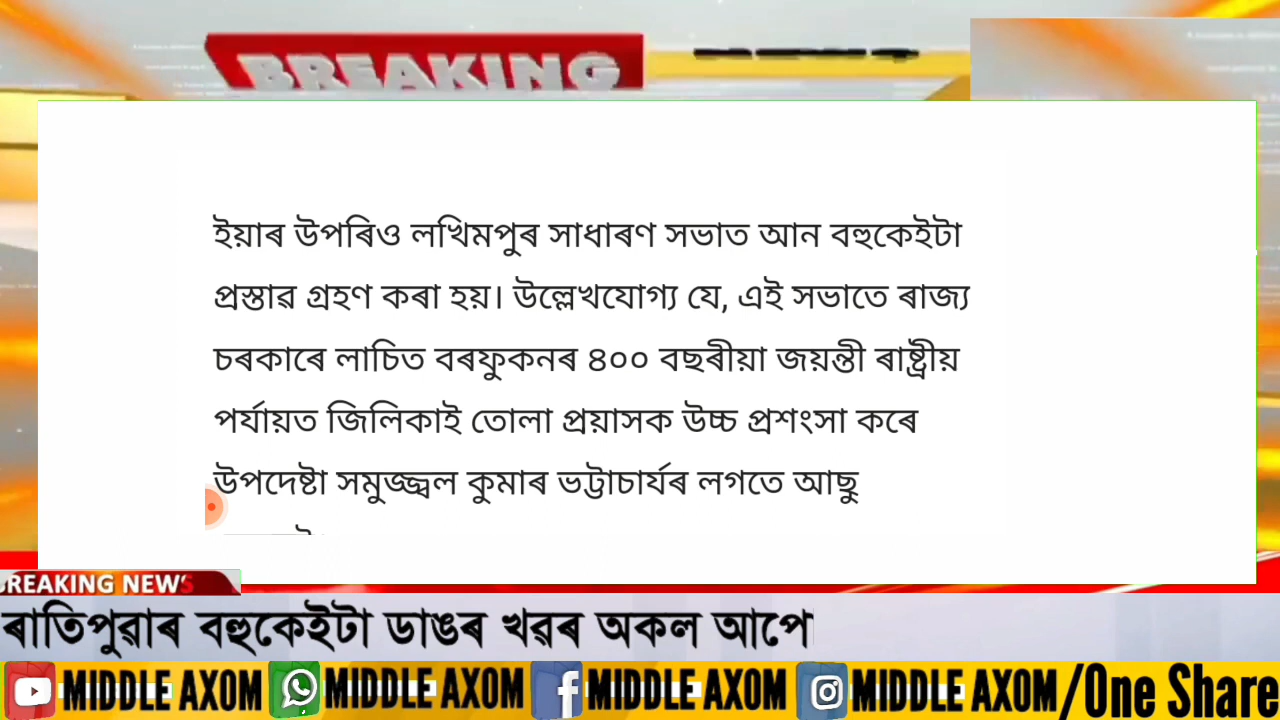 BREAKING
ইয়াৰ উপৰিও লখিমপুৰ সাধাৰণ সভাত আন বহুকেইটা
প্ৰস্তাৱ গ্ৰহণ কৰা হয়। উল্লেখযোগ্য যে, এই সভাতে ৰাজ্য
চৰকাৰে লাচিত বৰফুকনৰ ৪০০ বছৰীয়া জয়ন্তী ৰাষ্ট্ৰীয়
পৰ্যায়ত জিলিকাই তোলা প্ৰয়াসক উচ্চ প্ৰশংসা কৰে
উপদেষ্টা সমুজ্জ্বল কুমাৰ ভট্টাচাৰ্যৰ লগতে আছু
BREAKING NEWS
ৰাতিপুৱাৰ বহুকেইটা ডাঙৰ খৱৰ অকল আপে
MIDDLE AXOM MIDDLE AXOM MIDDLE AXOM MIDDLE AXOM/One Share